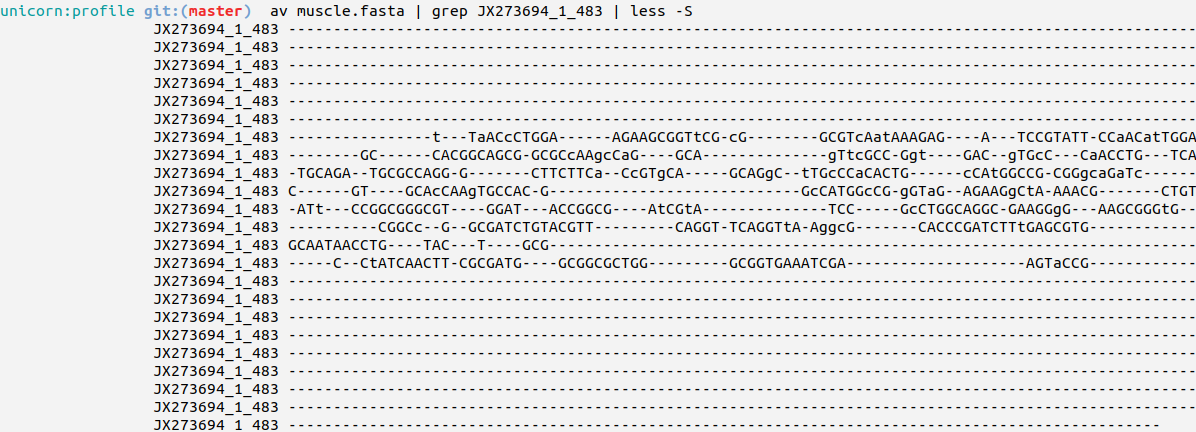 unicorn:profile git:(master) av muscle.fasta | grep JX273694_1_483 | less -S
JX273694_1_483 -----------------------------------------------------------------------------------------------------
JX273694_1_483 -----------------------------------------------------------------------------------------------------
JX273694_1_483 -----------------------------------------------------------------------------------------------------
JX273694_1_483 -----------------------------------------------------------------------------------------------------
JX273694_1_483 -----------------------------------------------------------------------------------------------------
JX273694_1_483 -----------------------------------------------------------------------------------------------------
JX273694_1_483 ----------------t---TaACcCTGGA------AGAAGCGGTtCG-cG--------GCGTcAatAAAGAG----A---TCCGTATT-CCaACatTGGA
JX273694_1_483 --------GC------CACGGCAGCG-GCGCcAAgcCaG----GCA--------------gTtcGCC-Ggt----GAC--gTGcC---CAACCTG---TCA
JX273694_1_483 -TGCAGA--TGCGCCAGG-G-------CTTCTTCa--CcGTgCA-----GCAGgC--tTGcCCaCACTG------cCAtGGCCG-CGGgcaGaTc------
JX273694_1_483 C------GT----GCAcCAAgTGCCAC-G----------------------------GcCATGGCCG-gGTaG--AGAAGgCtA-AAACG-------CTGT
JX273694_1_483 -ATt---CCGGCGGGCGT----GGAT---ACCGGCG----AtCGtA--------------TCC-----GcCTGGCAGGC-GAAGGgG---AAGCGGGtG--
JX273694_1_483 ----------CGGCc--G--GCGATCTGTACGTT---------CAGGT-TCAGGTtA-AggcG-------CACCCGATCTTtGAGCGTG------------
JX273694_1_483 GCAATAACCTG----TAC---T----GCG------------------------------------------------------------------------
JX273694_1_483 -----C--CtATCAACTT-CGCGATG----GCGGCGCTGG---------GCGGTGAAATCGA--------------------AGTaCCG------------
JX273694_1_483 -----------------------------------------------------------------------------------------------------
JX273694_1_483 -----------------------------------------------------------------------------------------------------
JX273694_1_483 -----------------------------------------------------------------------------------------------------
JX273694_1_483 -----------------------------------------------------------------------------------------------------
JX273694_1_483 -----------------------------------------------------------------------------------------------------
JX273694_1_483 -----------------------------------------------------------------------------------------------------
JX273694_1_483 -----------------------------------------------------------------------------------------------------
JX273694_1_483 -----------------------------------------------------------------------------------------------------
JX273694_1_483 -------------------------------------------------------------------------------------------------